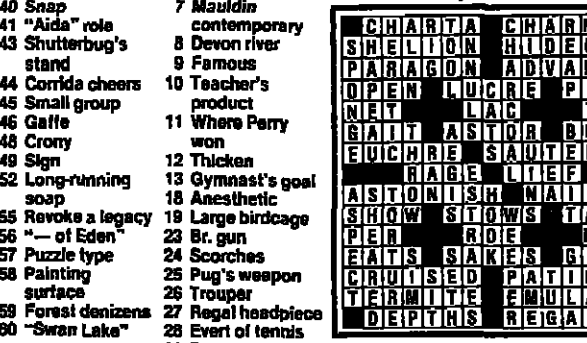 40 Snap
41 "Aida" role
43 Shutterbug's
stand
44 Corrida cheers
45 Small group
46 Gaffe
48 Crony
49 Sign
52 Long-running
soap
55 Revoke a legacy
56 "— of Eden"
57 Puzzle type
58 Painting
surface
59 Forest denizens
60 "Swan Lake"
7 Mauldin
contemporary
8 Devon river
9 Famous
10 Teacher's
product
11 Where Perry
won
12 Thicken
13 Gymnast's goal
18 Anesthetic
19 Large birdcage
23 Br. gun
24 Scorches
25 Pug's weapon
26 Trouper
27 Regal headpiece
28 Evert of tennis
CHARTA CHAR
SHELION HIDE
PARAGON ADVA
OPEN LUCRE P
NET LAC
GAIT ASTOR B
EUCHRE SAUTE
RAGE LIEF
ASTONISH NAI
SHOW STOWS T
PER ROE
EATS SAKES G
CRUISED PATI
TERMITE EMUL
DEPTHS REGA